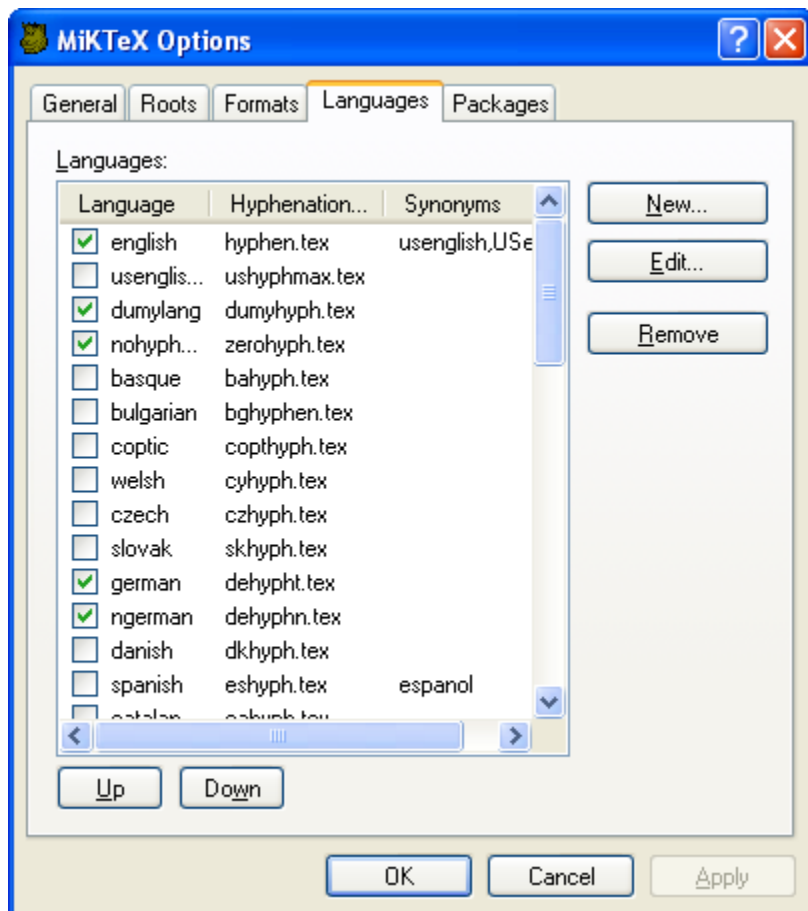 MiKTeX Options
General Roots Formats Languages Packages
Languages:
Language Hyphenation... Synonyms
english hyphen.tex usenglish,USe
usenglis... ushyphmax.tex
dumylang dumyhyph.tex
nohyph... zerohyph.tex
basque bahyph.tex
bulgarian bghyphen.tex
coptic copthyph.tex
welsh cyhyph.tex
czech czhyph.tex
slovak skhyph.tex
german dehypht.tex
ngerman dehyphn.tex
danish dkhyph.tex
spanish eshyph.tex espanol
New...
Edit...
Remove
Up Down
OK Cancel Apply